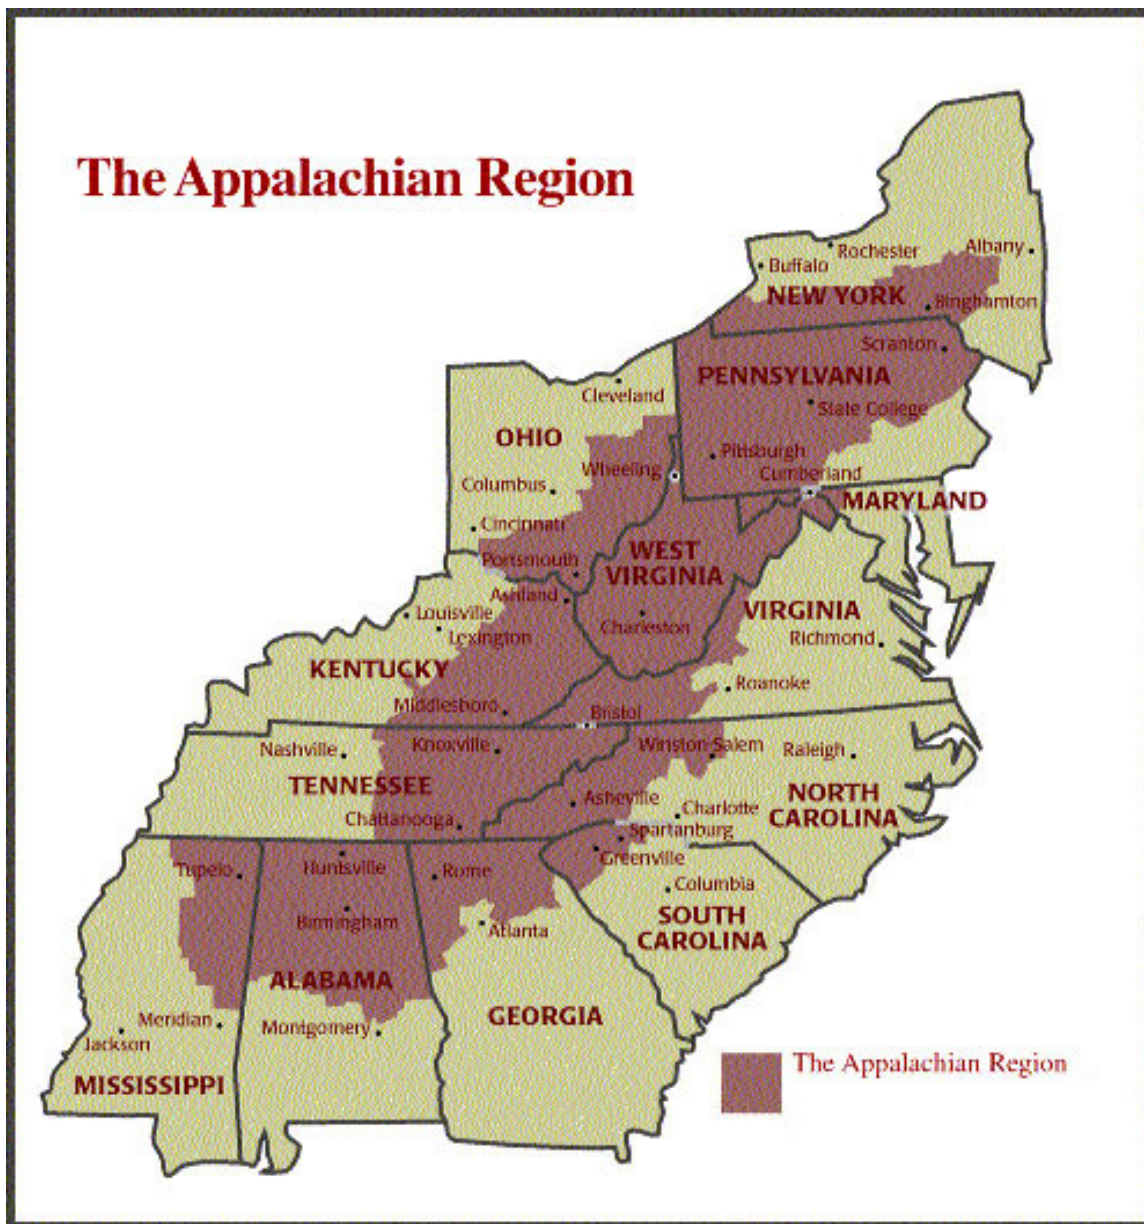 The Appalachian Region
Rochester
Albany
Buffalo
NEW YORK
Binghamton
Scranton
PENNSYLVANIA
Cleveland
State College
OHIO
Pittsburgh
Wheeling
Cumberland
Columbus
MARYLAND
Cincinnati
Portsmouth
WEST
VIRGINIA
Ashland
VIRGINIA
Louisville
Charleston
Lexington
Richmond
KENTUCKY
Roanoke
Middlesboro
Bristol
Nashville
Knoxville
Winston-Salem
Raleigh
TENNESSEE
NORTH
CAROLINA
Asheville
Charlotte
Chattanooga
Spartanburg
Greenville
Tupelo
Huntsville
Rome
Columbia
Birmingham
Atlanta
SOUTH
CAROLINA
ALABAMA
GEORGIA
Meridian
Montgomery
Jackson
MISSISSIPPI
The Appalachian Region